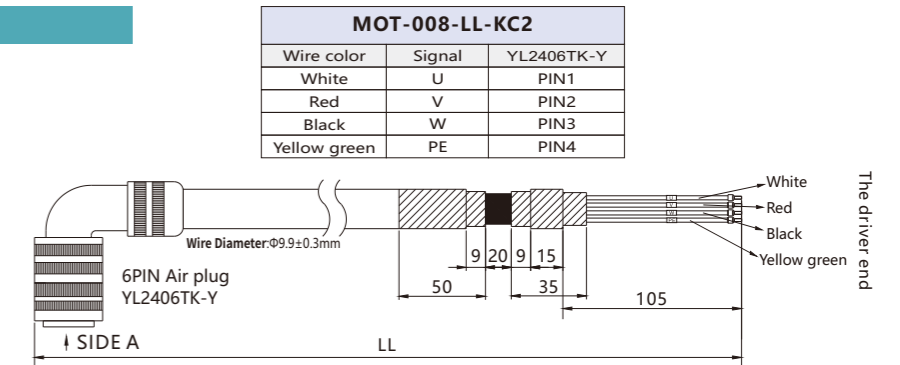 MOT-008-LL-KC2
Wire color Signal YL2406TK-Y
White U PIN1
Red V PIN2
Black W PIN3
Yellow green PE PIN4
White
Red
Black
Yellow green
The driver end
Wire Diameter:Φ9.9±0.3mm
6PIN Air plug
YL2406TK-Y
9 20 9 15
50 35
105
SIDE A
LL